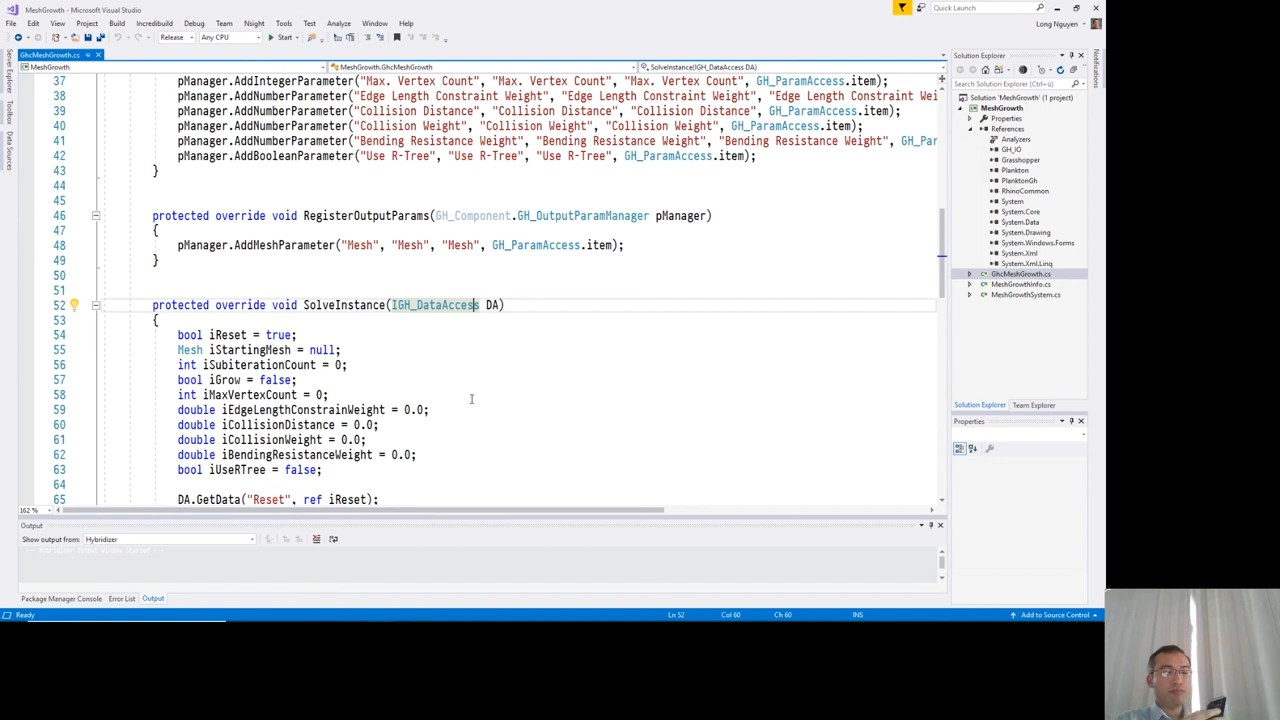 MeshGrowth - Microsoft Visual Studio
Quick Launch
File Edit View Project Build Incredibuild Debug Team Nsight Tools Test Analyze Window Help
Long Nguyen
Release Any CPU Start
GhcMeshGrowth.cs
Solution Explorer
MeshGrowth MeshGrowth.GhcMeshGrowth SolveInstance(IGH_DataAccess DA)
37 pManager.AddIntegerParameter("Max. Vertex Count", "Max. Vertex Count", "Max. Vertex Count", GH_ParamAccess.item);
38 pManager.AddNumberParameter("Edge Length Constraint Weight", "Edge Length Constraint Weight", "Edge Length Constraint Wei
39 pManager.AddNumberParameter("Collision Distance", "Collision Distance", "Collision Distance", GH_ParamAccess.item);
40 pManager.AddNumberParameter("Collision Weight", "Collision Weight", "Collision Weight", GH_ParamAccess.item);
41 pManager.AddNumberParameter("Bending Resistance Weight", "Bending Resistance Weight", "Bending Resistance Weight", GH_Par
42 pManager.AddBooleanParameter("Use R-Tree", "Use R-Tree", "Use R-Tree", GH_ParamAccess.item);
43 }
44
45
46 protected override void RegisterOutputParams(GH_Component.GH_OutputParamManager pManager)
47 {
48 pManager.AddMeshParameter("Mesh", "Mesh", "Mesh", GH_ParamAccess.item);
49 }
50
51
52 protected override void SolveInstance(IGH_DataAccess DA)
53 {
54 bool iReset = true;
55 Mesh iStartingMesh = null;
56 int iSubiterationCount = 0;
57 bool iGrow = false;
58 int iMaxVertexCount = 0;
59 double iEdgeLengthConstrainWeight = 0.0;
60 double iCollisionDistance = 0.0;
61 double iCollisionWeight = 0.0;
62 double iBendingResistanceWeight = 0.0;
63 bool iUseRTree = false;
65 DA.GetData("Reset", ref iReset);
162 %
Server Explorer
Toolbox
Data Sources
Notifications
Search Solution Explorer (Ctrl+ü)
Solution 'MeshGrowth' (1 project)
MeshGrowth
Properties
References
Analyzers
GH_IO
Grasshopper
Plankton
PlanktonGh
RhinoCommon
System
System.Core
System.Data
System.Drawing
System.Windows.Forms
System.Xml
System.Xml.Linq
GhcMeshGrowth.cs
MeshGrowthInfo.cs
MeshGrowthSystem.cs
Solution Explorer Team Explorer
Properties
Output
Show output from: Hybridizer
Package Manager Console Error List Output
Ready Ln 52 Col 60 Ch 60 INS Add to Source Control